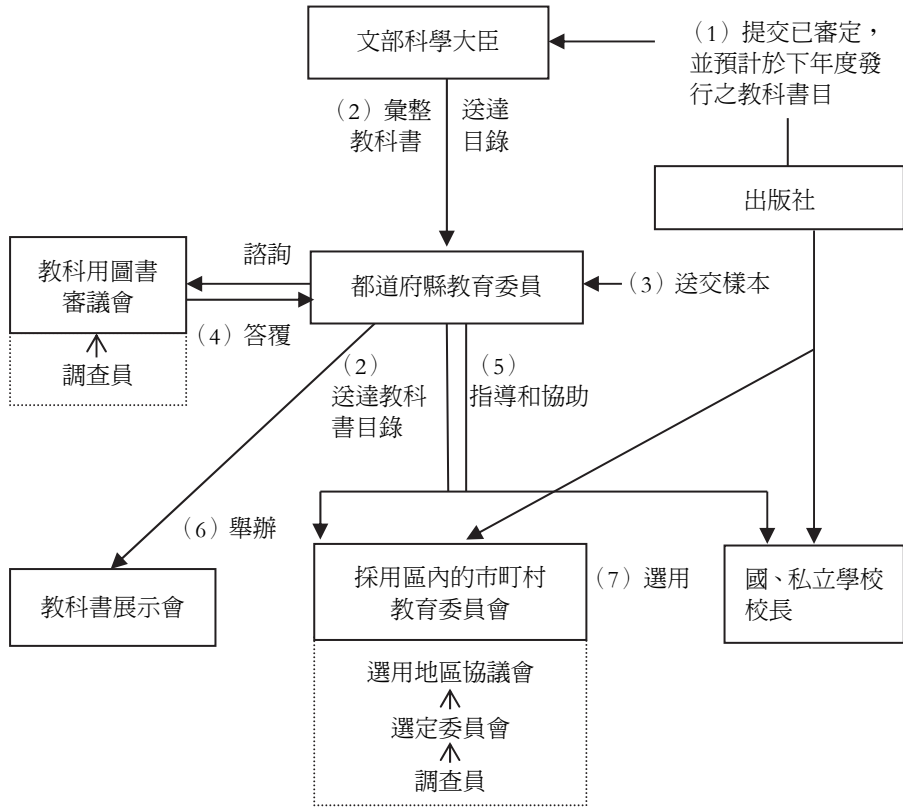 文部科學大臣
（1）提交已審定，
並預計於下年度發
行之教科書目
（2）彙整
教科書
送達
目錄
出版社
教科用圖書
審議會
調查員
諮詢
（4）答覆
都道府縣教育委員
（3）送交樣本
（2）
送達教科
書目錄
（5）
指導和協助
（6）舉辦
教科書展示會
採用區內的市町村
教育委員會
（7）選用
國、私立學校
校長
選用地區協議會
選定委員會
調查員